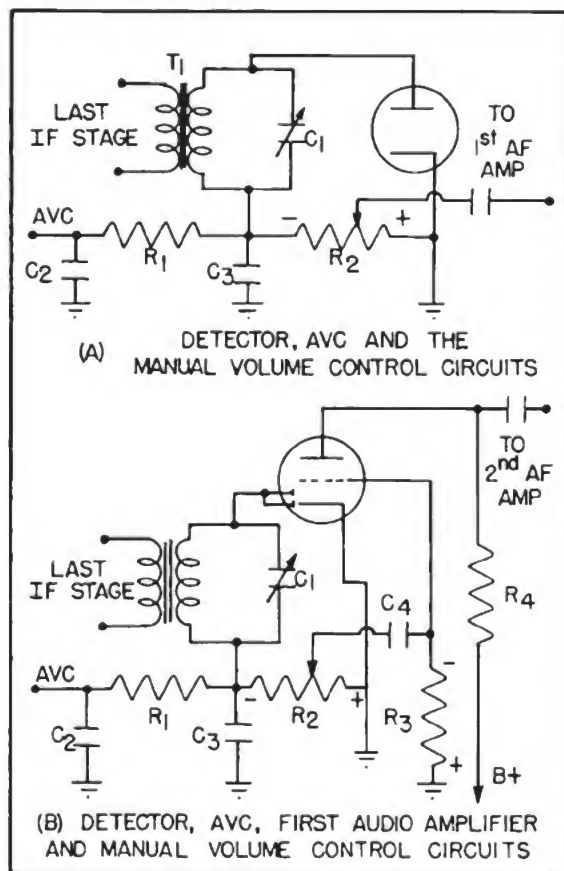 T1
LAST
IF STAGE
C1
TO
1st AF
AMP
AVC
-
+
R1
R2
C2
C3
(A) DETECTOR, AVC AND THE
MANUAL VOLUME CONTROL CIRCUITS
TO
2nd AF
AMP
LAST
IF STAGE
C1
C4
R4
AVC
-
+
-
R1
R2
R3
C2
C3
+
B+
(B) DETECTOR, AVC, FIRST AUDIO AMPLIFIER
AND MANUAL VOLUME CONTROL CIRCUITS